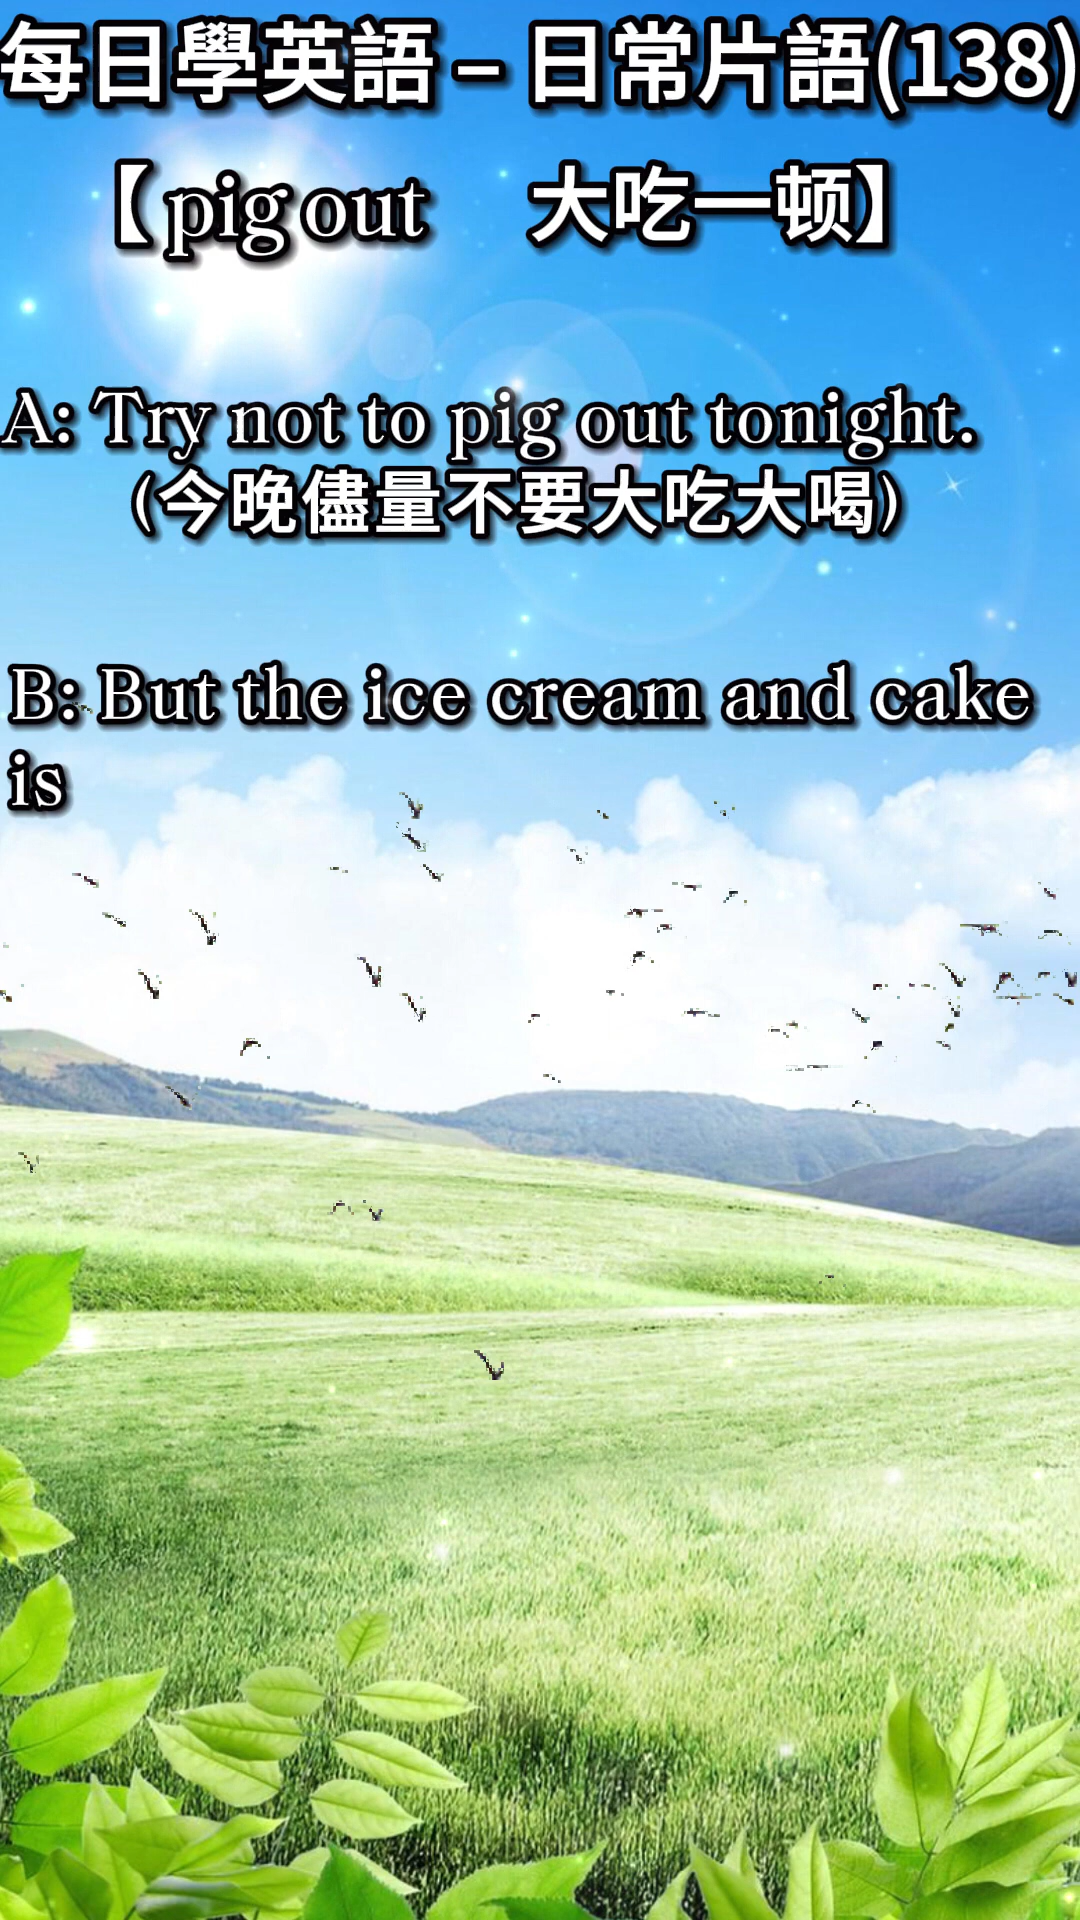 每日學英語 – 日常片語(138)
【pig out 大吃一顿】
A: Try not to pig out tonight.
(今晚儘量不要大吃大喝)
B: But the ice cream and cake
is